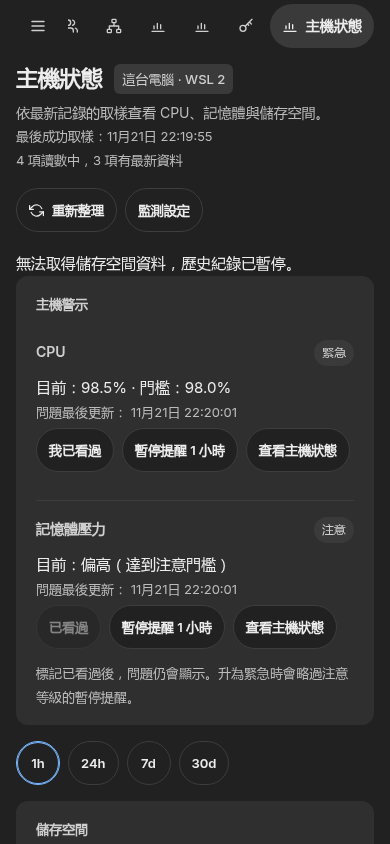 主機狀態
主機狀態
這台電腦 · WSL 2
依最新記錄的取樣查看 CPU、記憶體與儲存空間。
最後成功取樣：11月21日 22:19:55
4 項讀數中，3 項有最新資料
重新整理
監測設定
無法取得儲存空間資料，歷史紀錄已暫停。
主機警示
CPU
緊急
目前：98.5% · 門檻：98.0%
問題最後更新： 11月21日 22:20:01
我已看過
暫停提醒 1 小時
查看主機狀態
記憶體壓力
注意
目前：偏高（達到注意門檻）
問題最後更新： 11月21日 22:20:01
已看過
暫停提醒 1 小時
查看主機狀態
標記已看過後，問題仍會顯示。升為緊急時會略過注意
等級的暫停提醒。
1h
24h
7d
30d
儲存空間